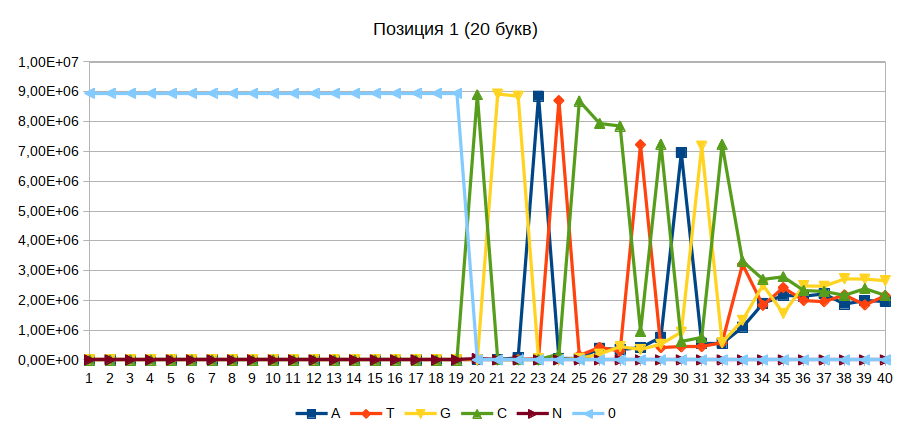 Позиция 1 (20 букв)
1,00E+07
9,00E+06
8,00E+06
7,00E+06
6,00E+06
5,00E+06
4,00E+06
3,00E+06
2,00E+06
1,00E+06
0,00E+00
1 2 3 4 5 6 7 8 9 10 11 12 13 14 15 16 17 18 19 20 21 22 23 24 25 26 27 28 29 30 31 32 33 34 35 36 37 38 39 40
A T G C N 0